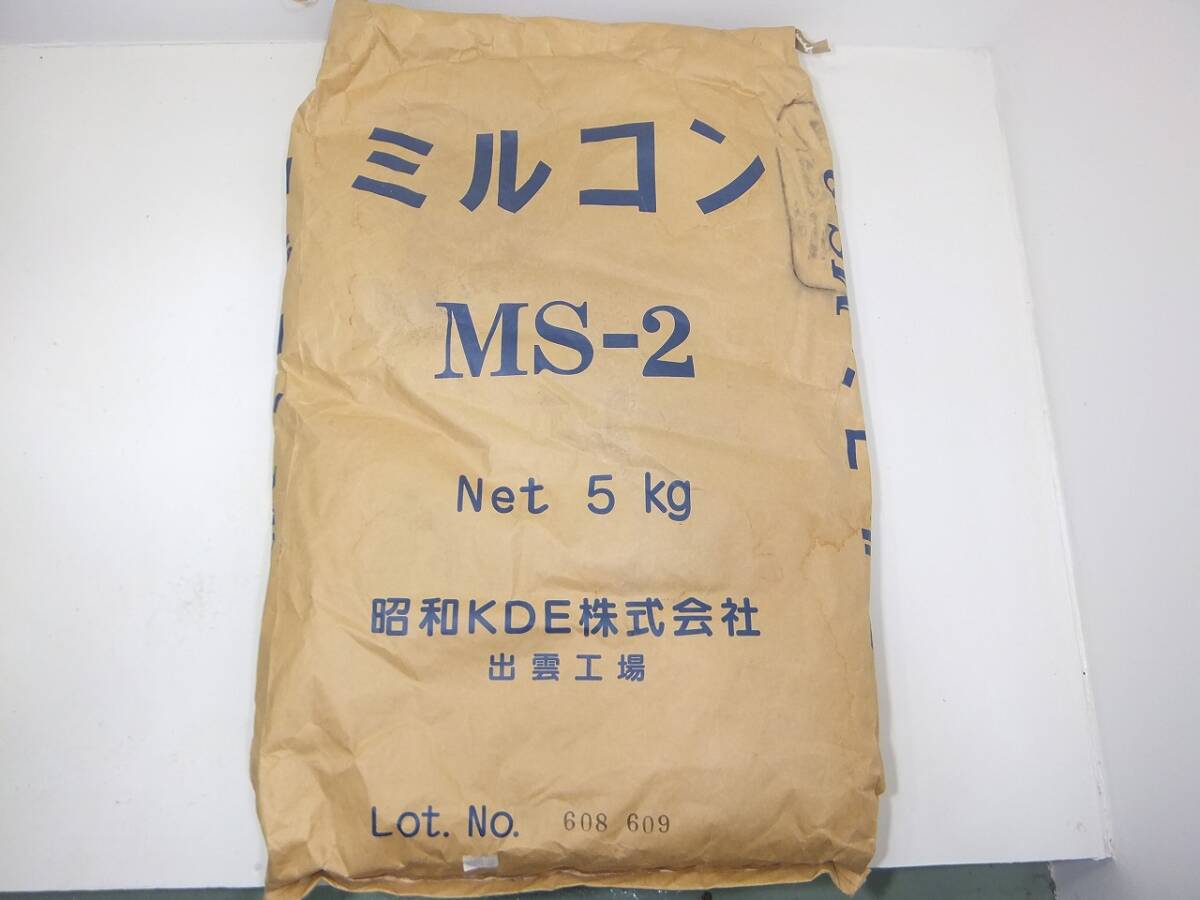 ミルコン
MS-2
Net 5 kg
昭和KDE株式会社
出雲工場
Lot. No. 608 609